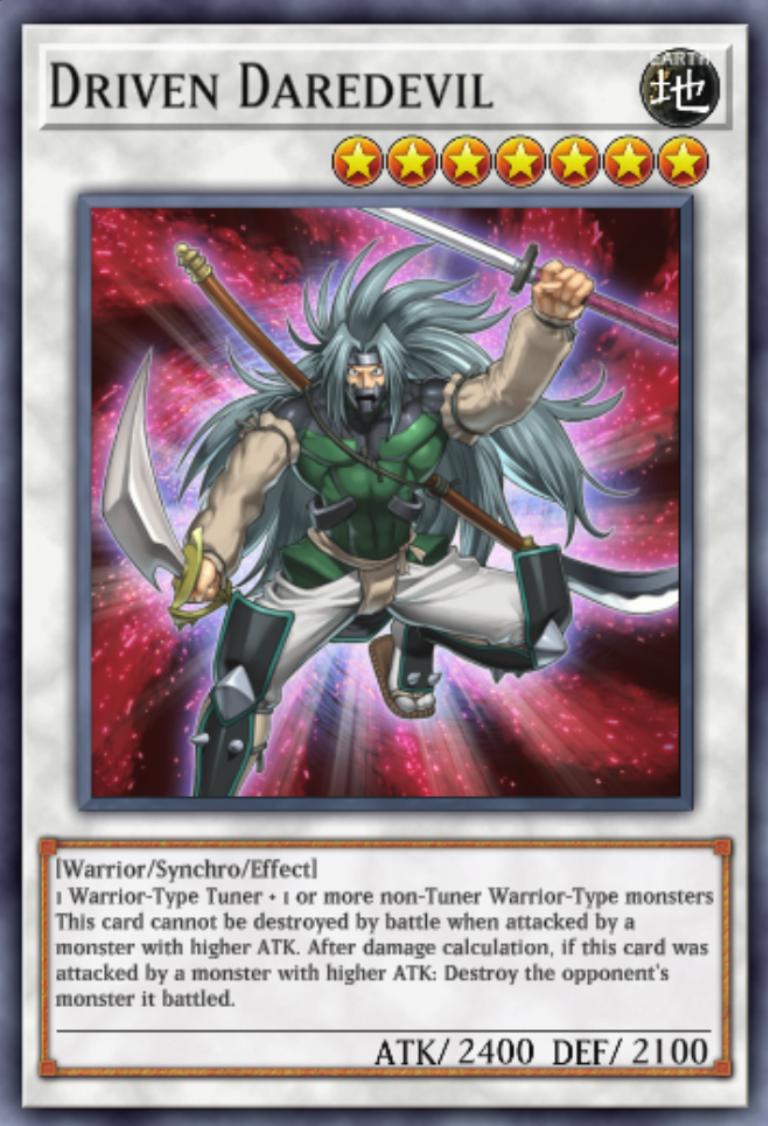 DRIVEN DAREDEVIL
EARTH
地
[Warrior/Synchro/Effect]
1 Warrior-Type Tuner + 1 or more non-Tuner Warrior-Type monsters
This card cannot be destroyed by battle when attacked by a
monster with higher ATK. After damage calculation, if this card was
attacked by a monster with higher ATK: Destroy the opponent's
monster it battled.
ATK/ 2400 DEF/ 2100